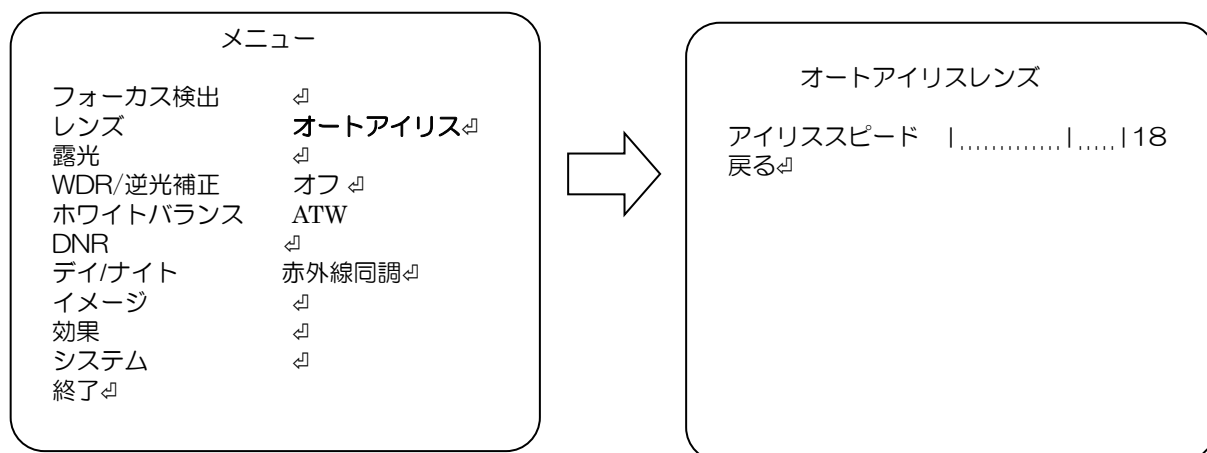 メニュー
フォーカス検出 ⏎
レンズ オートアイリス⏎
露光 ⏎
WDR/逆光補正 オフ ⏎
ホワイトバランス ATW
DNR ⏎
デイ/ナイト 赤外線同調⏎
イメージ ⏎
効果 ⏎
システム ⏎
終了⏎
オートアイリスレンズ
アイリススピード |.............|.....|18
戻る⏎